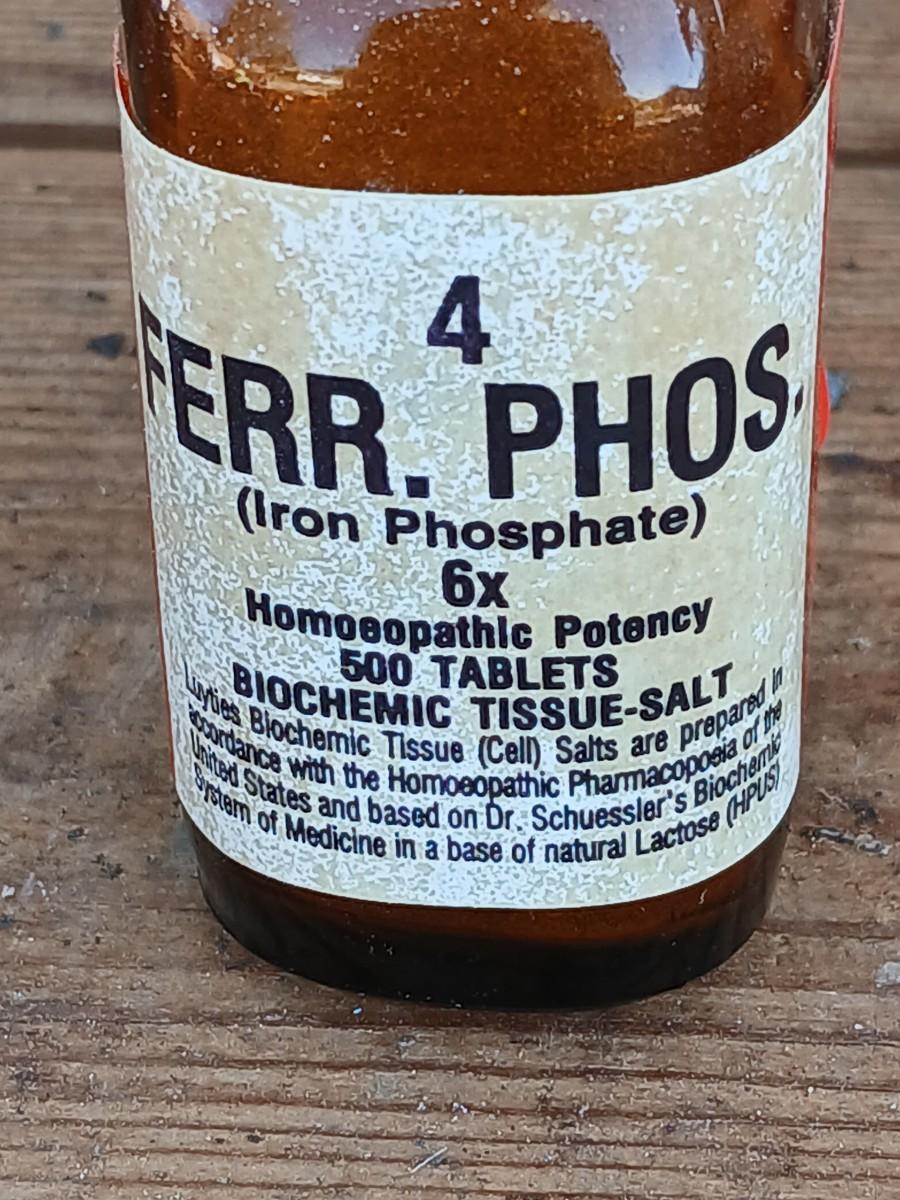 4
FERR. PHOS.
(Iron Phosphate)
6x
Homoeopathic Potency
500 TABLETS
BIOCHEMIC TISSUE-SALT
Luyties Biochemic Tissue (Cell) Salts are prepared in
accordance with the Homoeopathic Pharmacopoeia of the
United States and based on Dr. Schuessler's Biochemic
System of Medicine in a base of natural Lactose (HPUS)